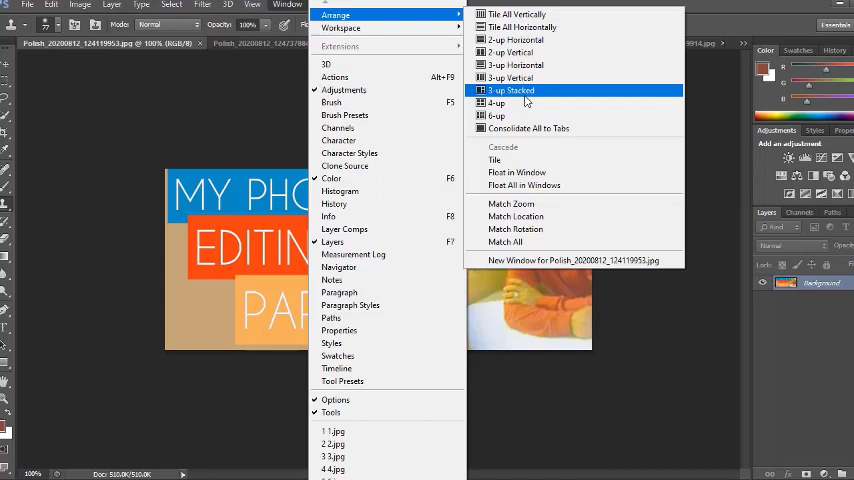 File Edit Image Layer Type Select Filter 3D View Window
77 Mode: Normal Opacity: 100% Essentials
Polish_20200812_124119953.jpg @ 100% (RGB/8) × Polish_20200812_1247378
914.jpg ×
Arrange
Workspace
Extensions
3D
Actions Alt+F9
Adjustments
Brush F5
Brush Presets
Channels
Character
Character Styles
Clone Source
Color F6
Histogram
History
Info F8
Layer Comps
Layers F7
Measurement Log
Navigator
Notes
Paragraph
Paragraph Styles
Paths
Properties
Styles
Swatches
Timeline
Tool Presets
Options
Tools
1 1.jpg
2 2.jpg
3 3.jpg
4 4.jpg
Tile All Vertically
Tile All Horizontally
2-up Horizontal
2-up Vertical
3-up Horizontal
3-up Vertical
3-up Stacked
4-up
6-up
Consolidate All to Tabs
Cascade
Tile
Float in Window
Float All in Windows
Match Zoom
Match Location
Match Rotation
Match All
New Window for Polish_20200812_124119953.jpg
MY PHO
EDITIN
PAR
Color Swatches Styles
R
G
B
Adjustments Styles
Layers Channels Paths
Kind
Normal
Lock:
Background
100% Doc: 510.0K/510.0K